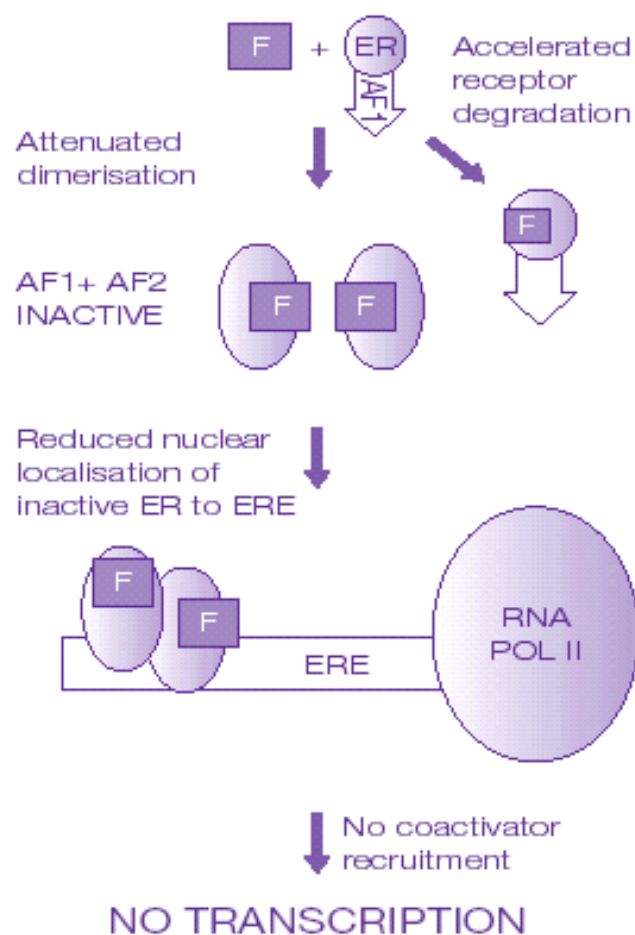 F + ER
AF1
Accelerated
receptor
degradation
Attenuated
dimerisation
F
AF1+ AF2
INACTIVE
F F
Reduced nuclear
localisation of
inactive ER to ERE
F
F
ERE
RNA
POL II
No coactivator
recruitment
NO TRANSCRIPTION